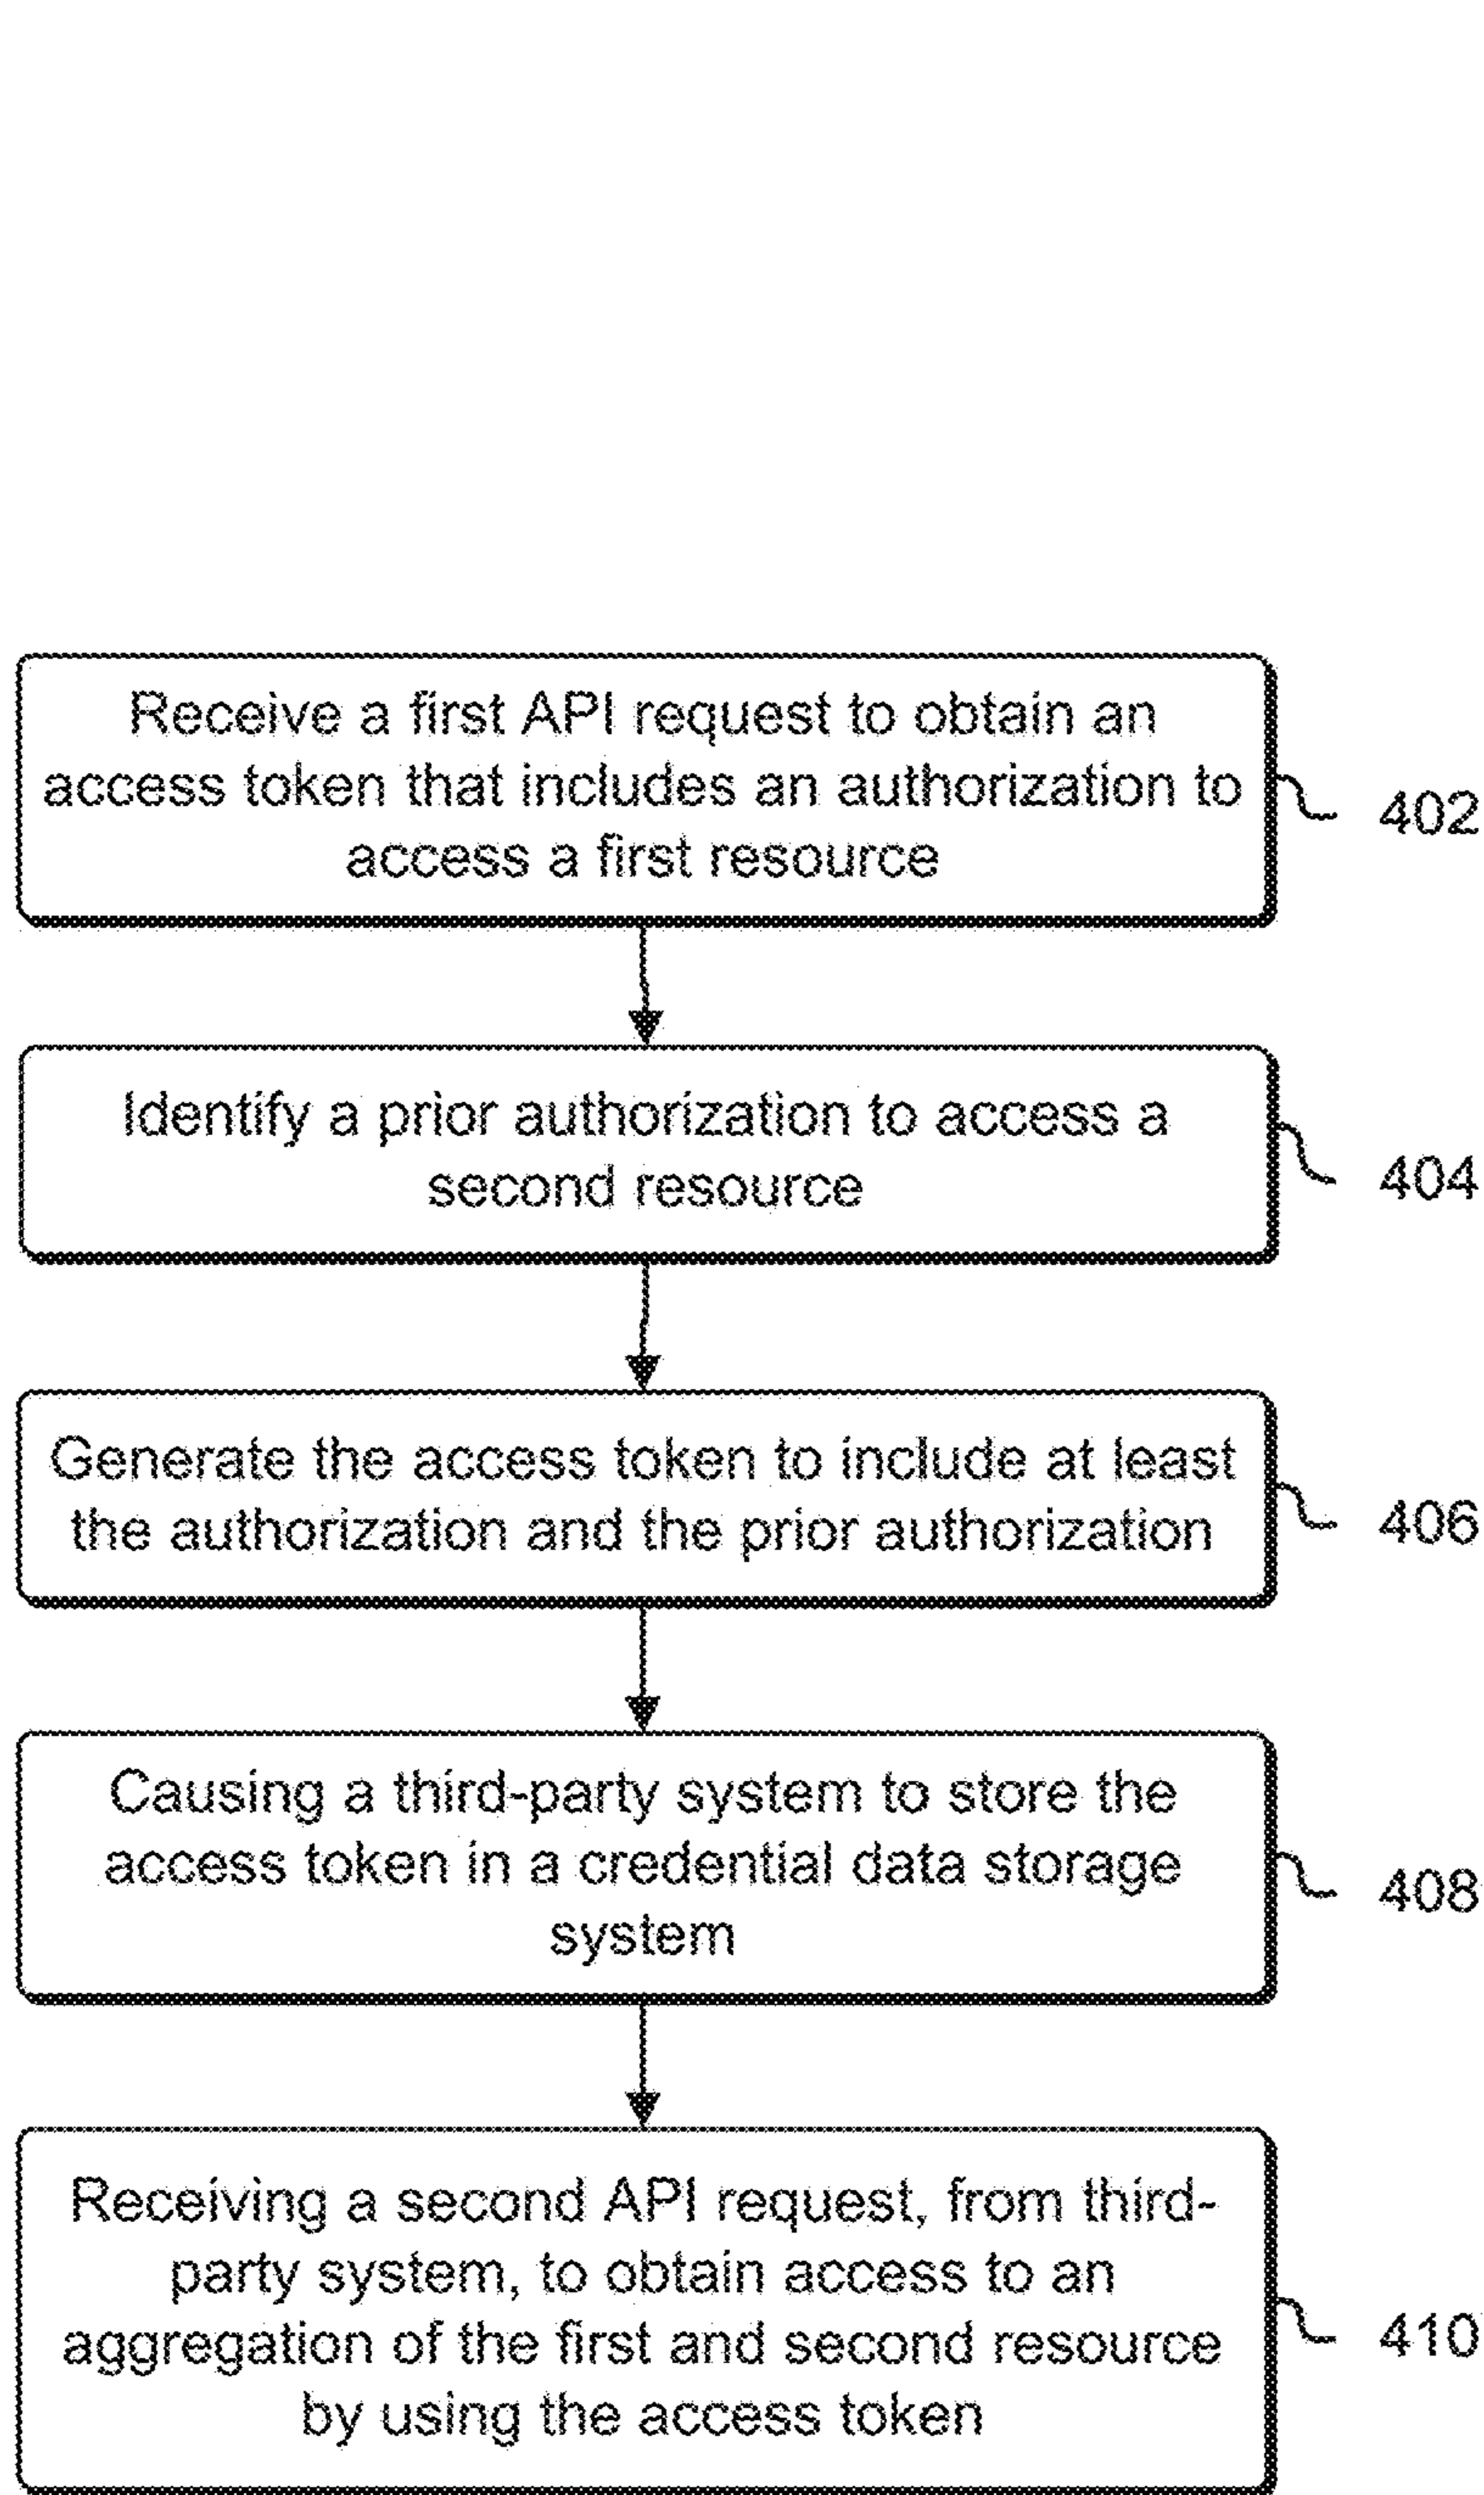 Receive a first API request to obtain an
access token that includes an authorization to
access a first resource
402
Identify a prior authorization to access a
second resource
404
Generate the access token to include at least
the authorization and the prior authorization
406
Causing a third-party system to store the
access token in a credential data storage
system
408
Receiving a second API request, from third-
party system, to obtain access to an
aggregation of the first and second resource
by using the access token
410